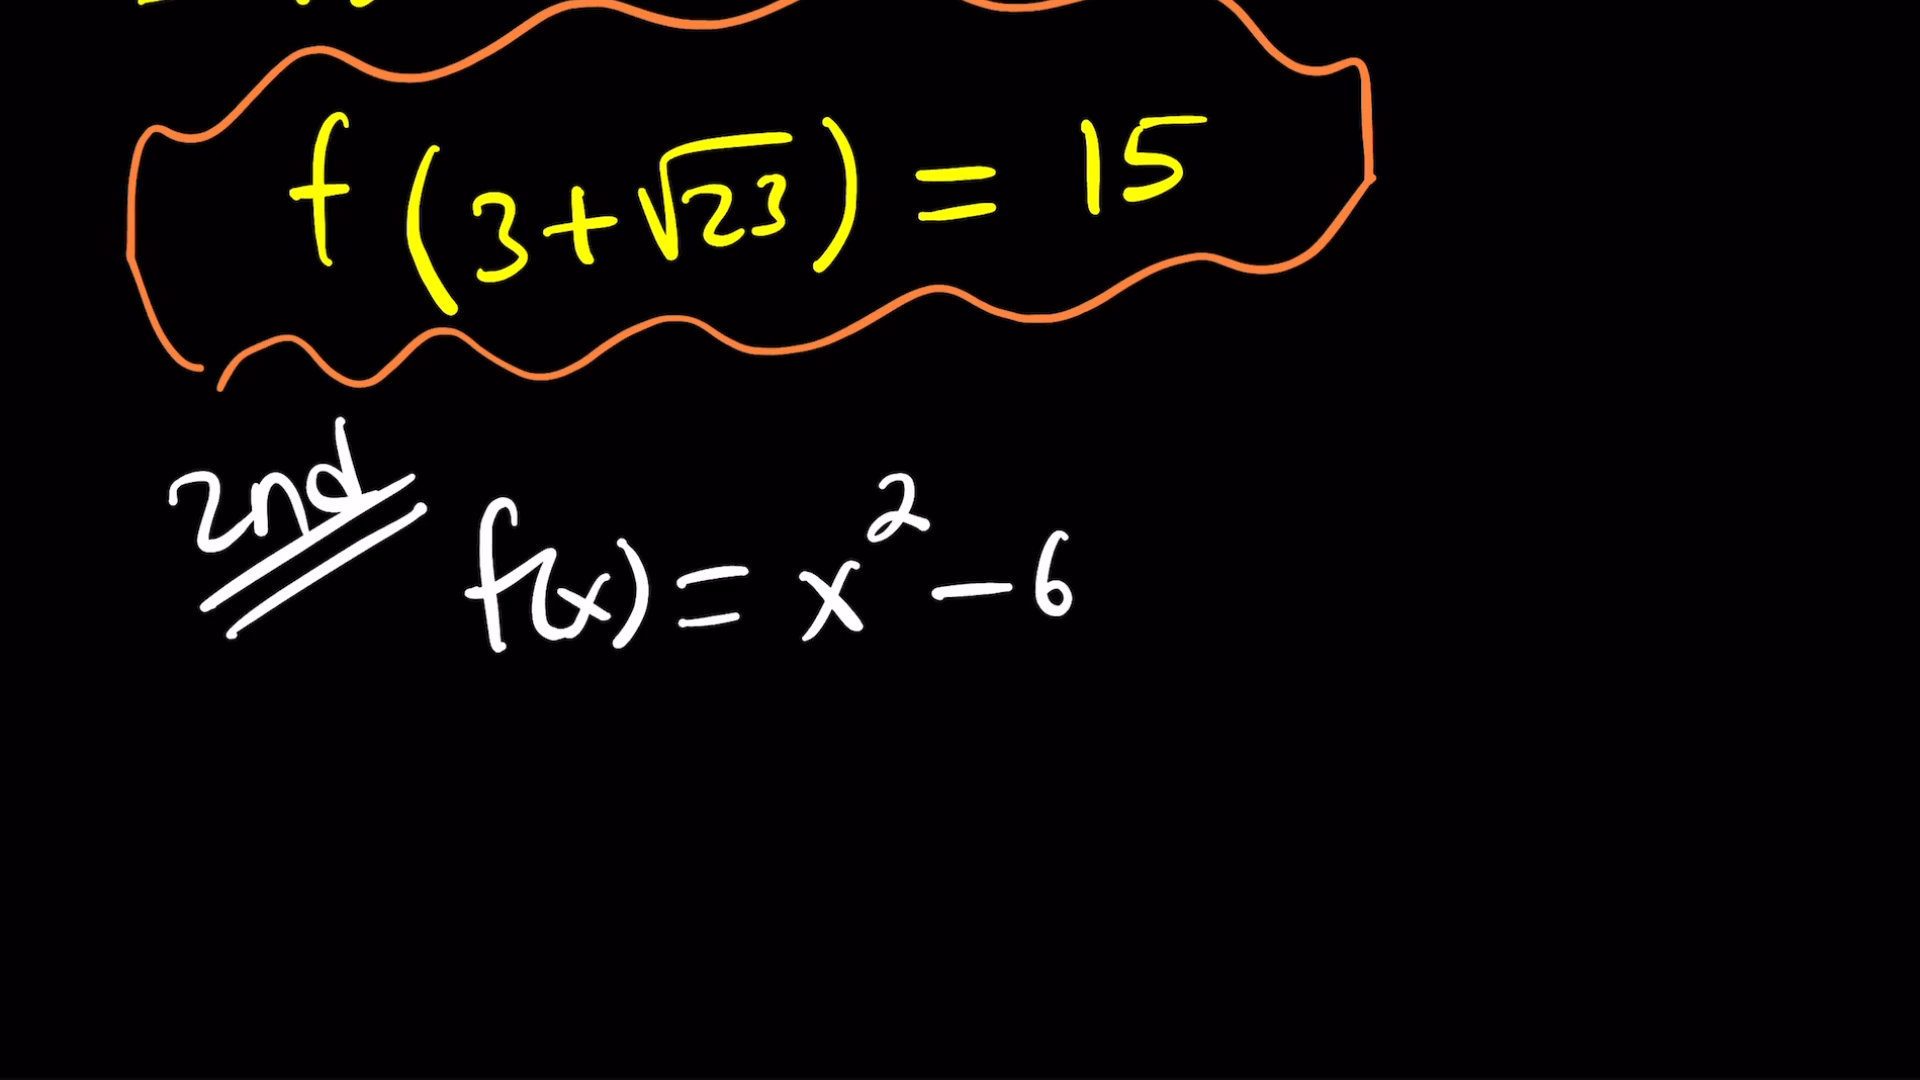 f(3+√23) = 15
2nd f(x) = x² - 6